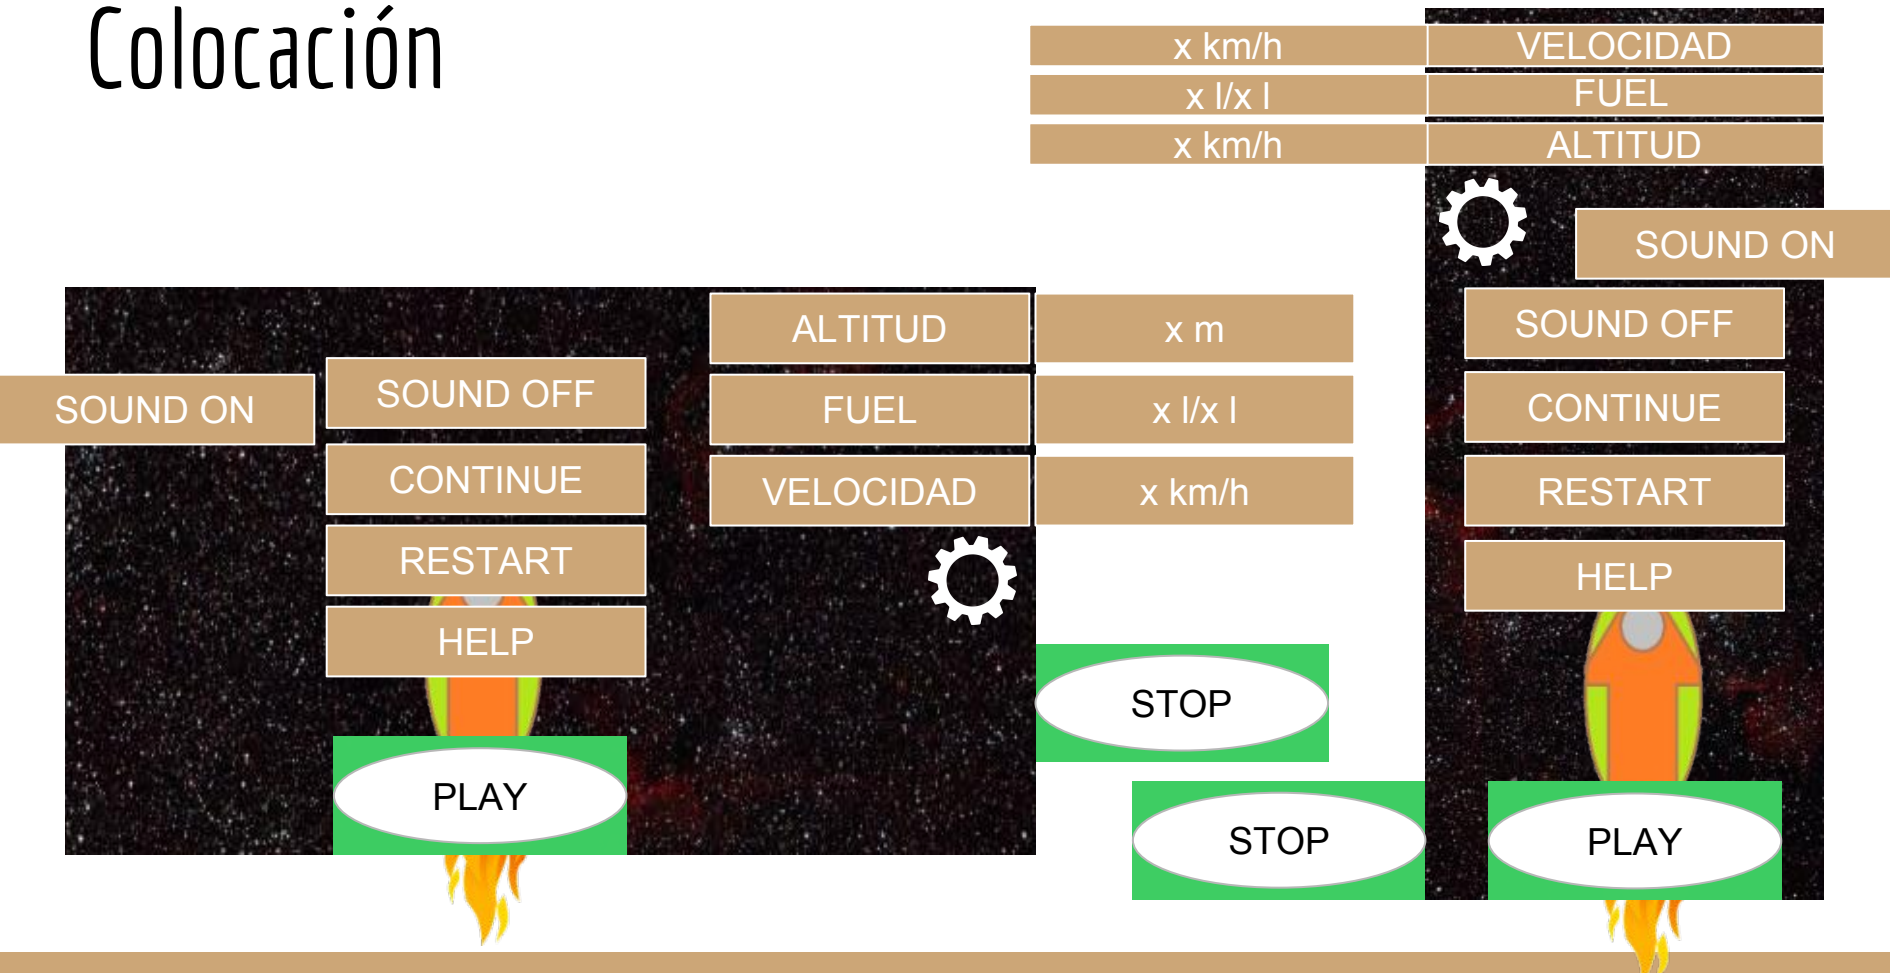 Colocación
x km/h VELOCIDAD
x l/x l FUEL
x km/h ALTITUD
SOUND ON
SOUND OFF
CONTINUE
RESTART
HELP
ALTITUD x m
FUEL x l/x l
VELOCIDAD x km/h
SOUND ON
SOUND OFF
CONTINUE
RESTART
HELP
STOP
PLAY
STOP
PLAY